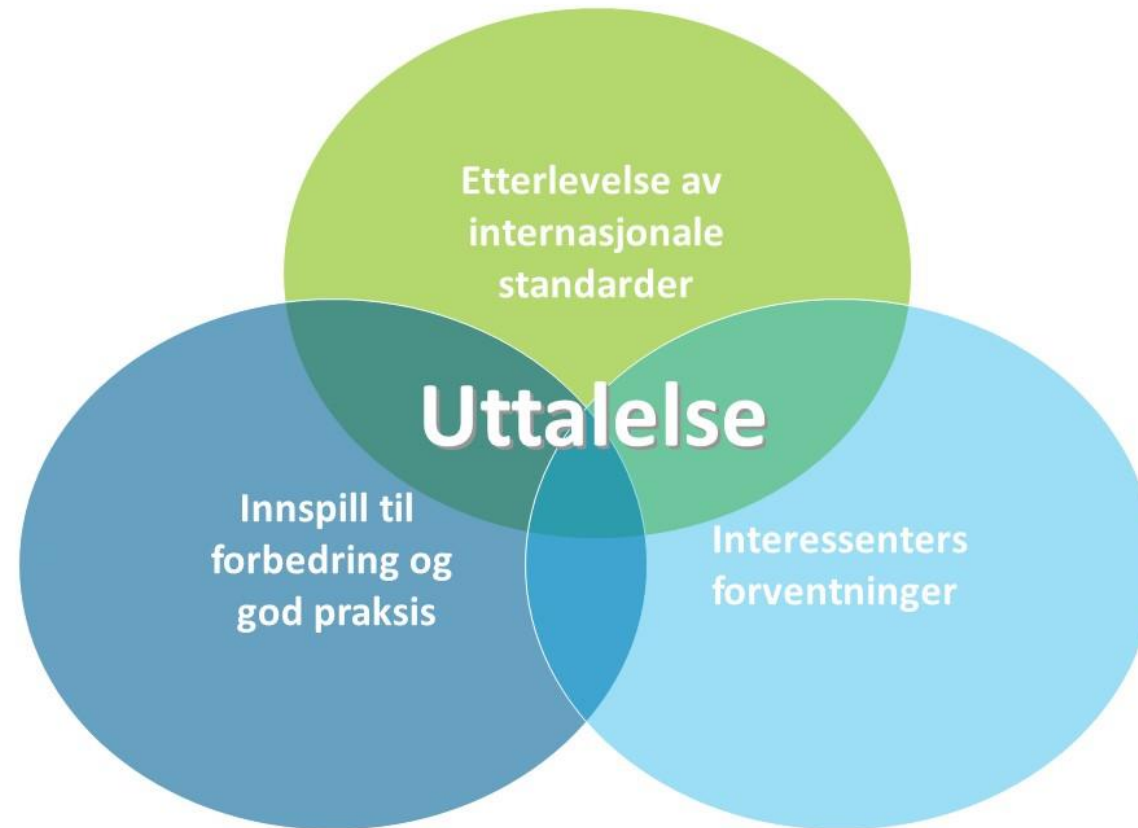 Etterlevelse av
internasjonale
standarder
Uttalelse
Innspill til
forbedring og
god praksis
Interessenters
forventninger